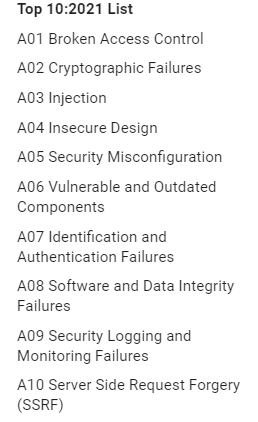 Top 10:2021 List
A01 Broken Access Control
A02 Cryptographic Failures
A03 Injection
A04 Insecure Design
A05 Security Misconfiguration
A06 Vulnerable and Outdated
Components
A07 Identification and
Authentication Failures
A08 Software and Data Integrity
Failures
A09 Security Logging and
Monitoring Failures
A10 Server Side Request Forgery
(SSRF)